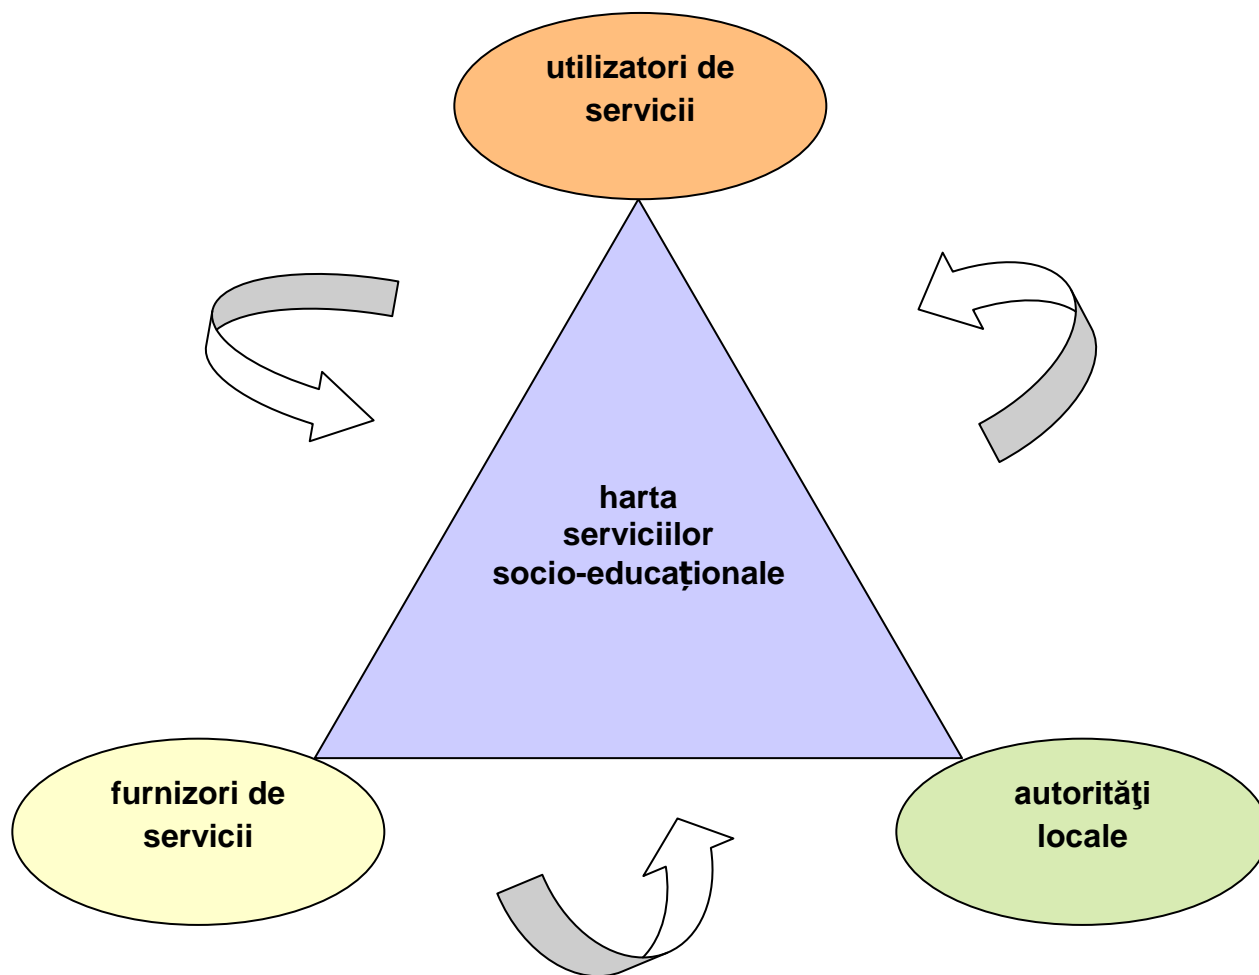 utilizatori de
servicii
harta
serviciilor
socio-educaționale
furnizori de
servicii
autorităţi
locale